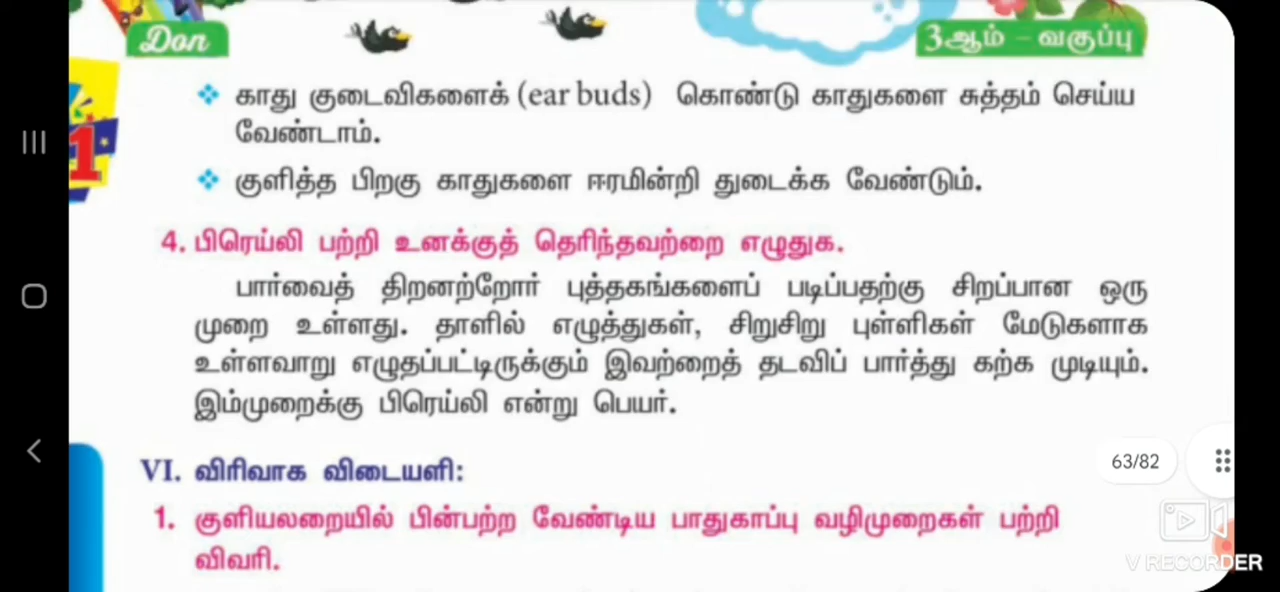 Don
3ஆம் – வகுப்பு
1
❖ காது குடைவிகளைக் (ear buds) கொண்டு காதுகளை சுத்தம் செய்ய
வேண்டாம்.
❖ குளித்த பிறகு காதுகளை ஈரமின்றி துடைக்க வேண்டும்.
4. பிரெய்லி பற்றி உனக்குத் தெரிந்தவற்றை எழுதுக.
பார்வைத் திறனற்றோர் புத்தகங்களைப் படிப்பதற்கு சிறப்பான ஒரு
முறை உள்ளது. தாளில் எழுத்துகள், சிறுசிறு புள்ளிகள் மேடுகளாக
உள்ளவாறு எழுதப்பட்டிருக்கும் இவற்றைத் தடவிப் பார்த்து கற்க முடியும்.
இம்முறைக்கு பிரெய்லி என்று பெயர்.
63/82
VI. விரிவாக விடையளி:
1. குளியலறையில் பின்பற்ற வேண்டிய பாதுகாப்பு வழிமுறைகள் பற்றி
விவரி.
V RECORDER